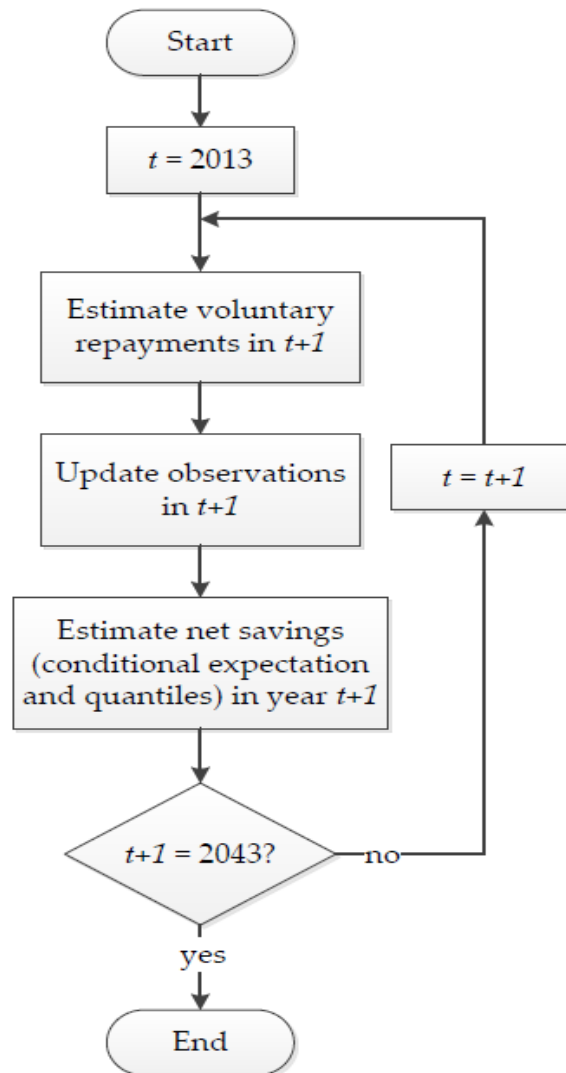 Start
t = 2013
Estimate voluntary
repayments in t+1
Update observations
in t+1
t = t+1
Estimate net savings
(conditional expectation
and quantiles) in year t+1
t+1 = 2043?
no
yes
End